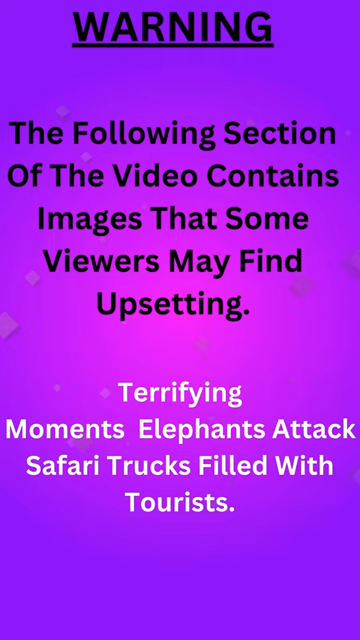 WARNING
The Following Section
Of The Video Contains
Images That Some
Viewers May Find
Upsetting.
Terrifying
Moments  Elephants Attack
Safari Trucks Filled With
Tourists.